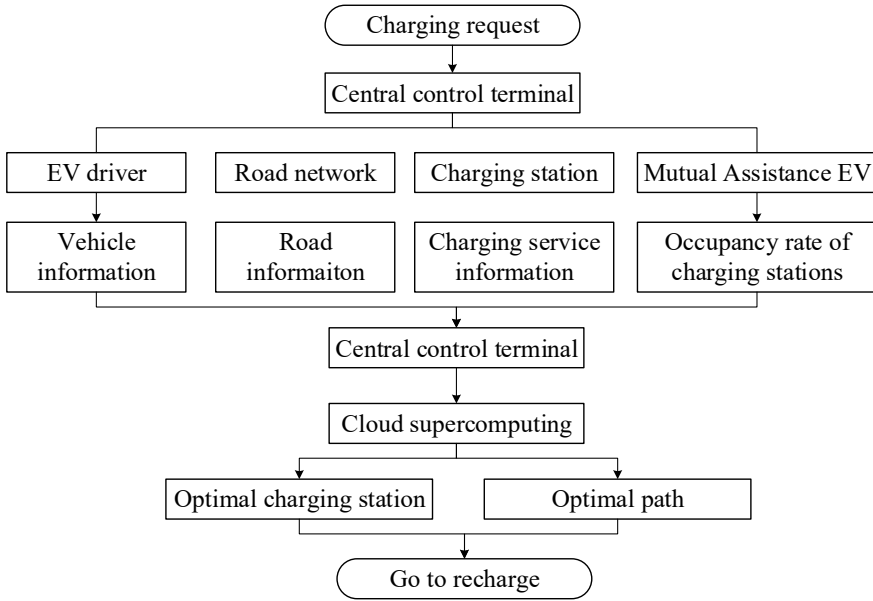 Charging request
Central control terminal
EV driver
Road network
Charging station
Mutual Assistance EV
Vehicle
information
Road
informaiton
Charging service
information
Occupancy rate of
charging stations
Central control terminal
Cloud supercomputing
Optimal charging station
Optimal path
Go to recharge